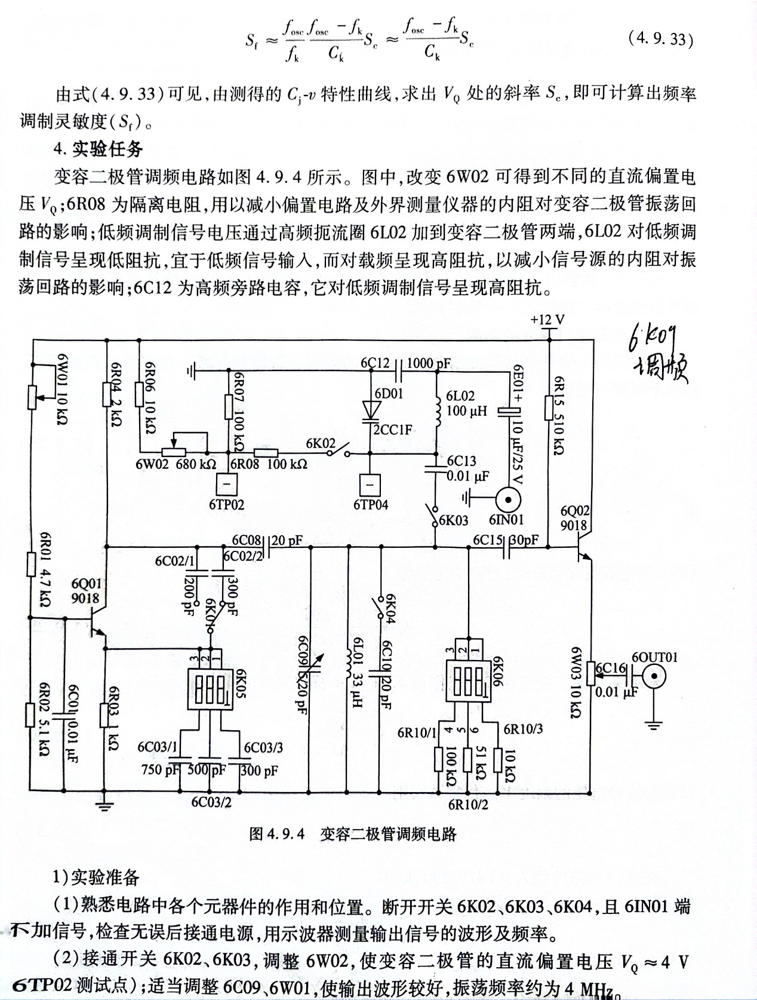 S_f ≈ f_osc/f_k · (f_osc − f_k)/C_k · S_c ≈ (f_osc − f_k)/C_k · S_c (4.9.33)
由式(4.9.33)可见,由测得的 C_j-v 特性曲线,求出 V_Q 处的斜率 S_c,即可计算出频率
调制灵敏度(S_f)。
4. 实验任务
变容二极管调频电路如图 4.9.4 所示。图中,改变 6W02 可得到不同的直流偏置电
压 V_Q;6R08 为隔离电阻,用以减小偏置电路及外界测量仪器的内阻对变容二极管振荡回
路的影响;低频调制信号电压通过高频扼流圈 6L02 加到变容二极管两端,6L02 对低频调
制信号呈现低阻抗,宜于低频信号输入,而对载频呈现高阻抗,以减小信号源的内阻对振
荡回路的影响;6C12 为高频旁路电容,它对低频调制信号呈现高阻抗。
+12 V
6K09
调频
6W01 10 kΩ
6R04 2 kΩ
6R06 10 kΩ
6R07 100 kΩ
6C12 1000 pF
6D01
2CC1F
6L02
100 μH
6E01+
10 μF/25 V
6R15 510 kΩ
6K02
6W02 680 kΩ
6R08 100 kΩ
6C13
0.01 μF
6TP02
6TP04
6K03
6IN01
6Q02
9018
6R01 4.7 kΩ
6C08 20 pF
6C15 30pF
6C02/1
200 pF
6C02/2
300 pF
6Q01
9018
6K01
6K04
6C09 5/20 pF
6L01 33 μH
6C10 20 pF
3 2 1
6K05
3 2 1
6K06
6W03 10 kΩ
6C16
0.01 μF
6OUT01
6R02 5.1 kΩ
6C01 0.01 μF
6R03 1 kΩ
6C03/1
750 pF
500 pF
6C03/3
300 pF
6C03/2
6R10/1
4 5 6
6R10/3
100 kΩ
51 kΩ
10 kΩ
6R10/2
图 4.9.4 变容二极管调频电路
1)实验准备
(1)熟悉电路中各个元器件的作用和位置。断开开关 6K02、6K03、6K04,且 6IN01 端
不加信号,检查无误后接通电源,用示波器测量输出信号的波形及频率。
(2)接通开关 6K02、6K03,调整 6W02,使变容二极管的直流偏置电压 V_Q ≈ 4 V
6TP02 测试点);适当调整 6C09、6W01,使输出波形较好,振荡频率约为 4 MHz。